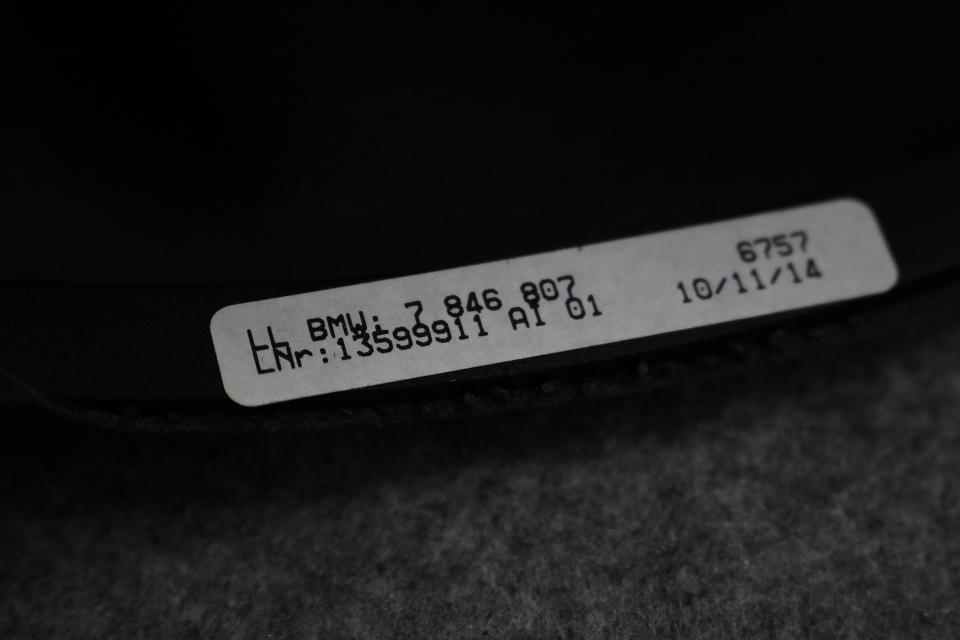 LL BMW: 7 846 807 6757
LNr:13599911 AI 01 10/11/14